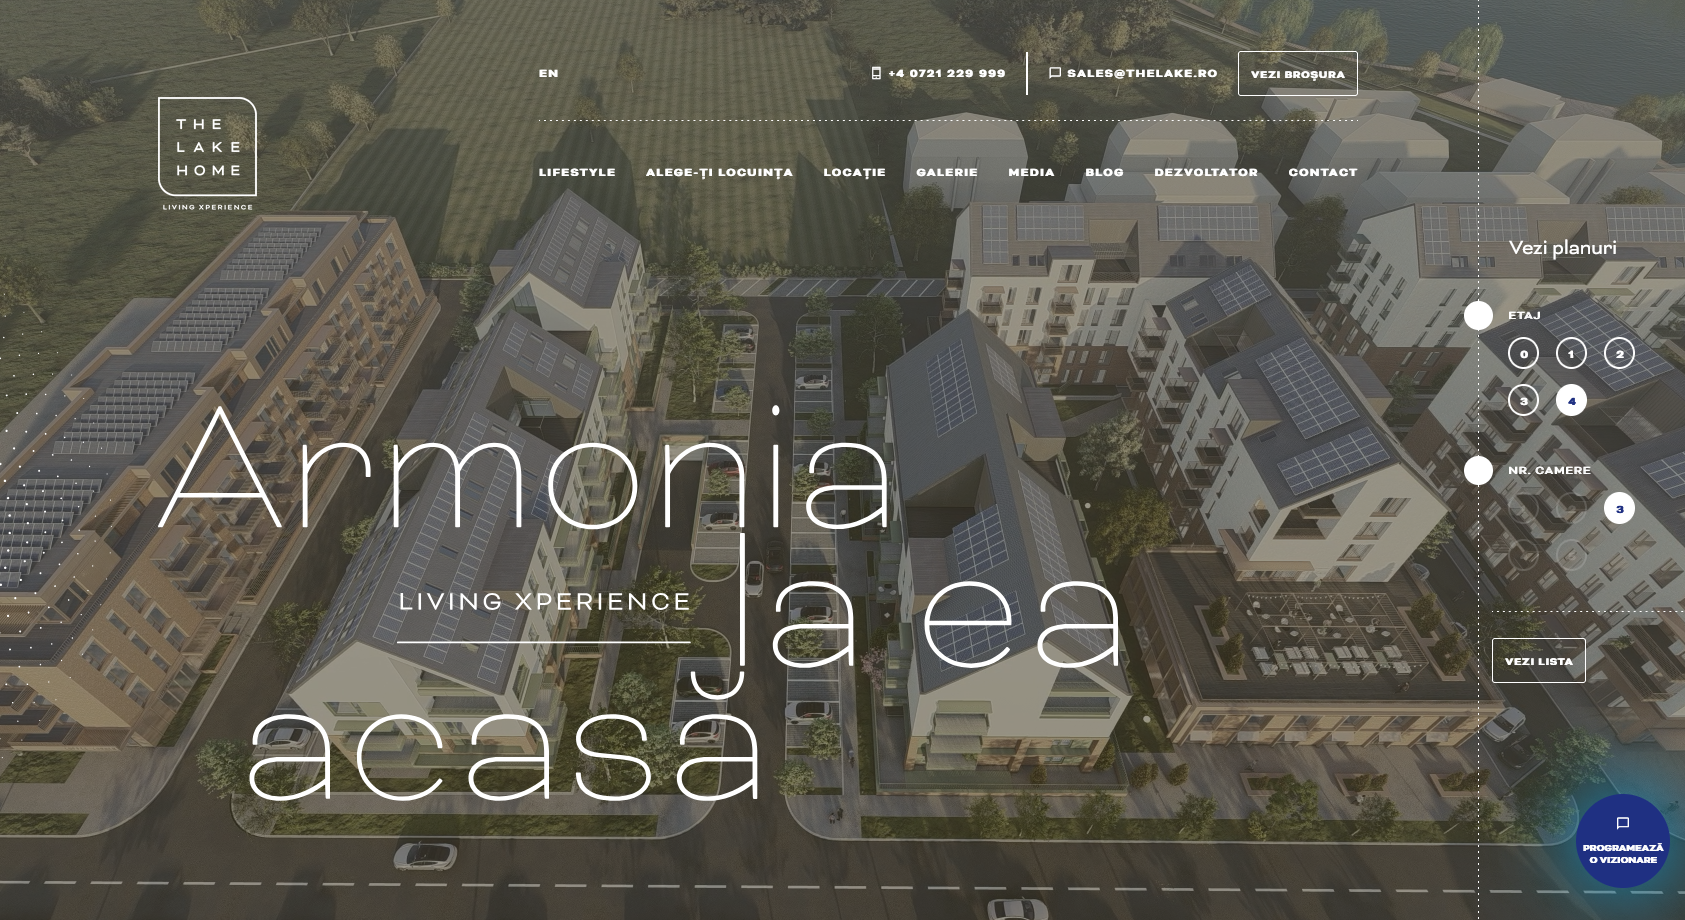 EN
+4 0721 229 999
SALES@THELAKE.RO
VEZI BROȘURA
THE
LAKE
HOME
LIVING XPERIENCE
LIFESTYLE
ALEGE-ȚI LOCUINȚA
LOCAȚIE
GALERIE
MEDIA
BLOG
DEZVOLTATOR
CONTACT
Armonia
LIVING XPERIENCE
la ea
acasă
Vezi planuri
ETAJ
0 1 2
3 4
NR. CAMERE
3
VEZI LISTA
PROGRAMEAZĂ
O VIZIONARE